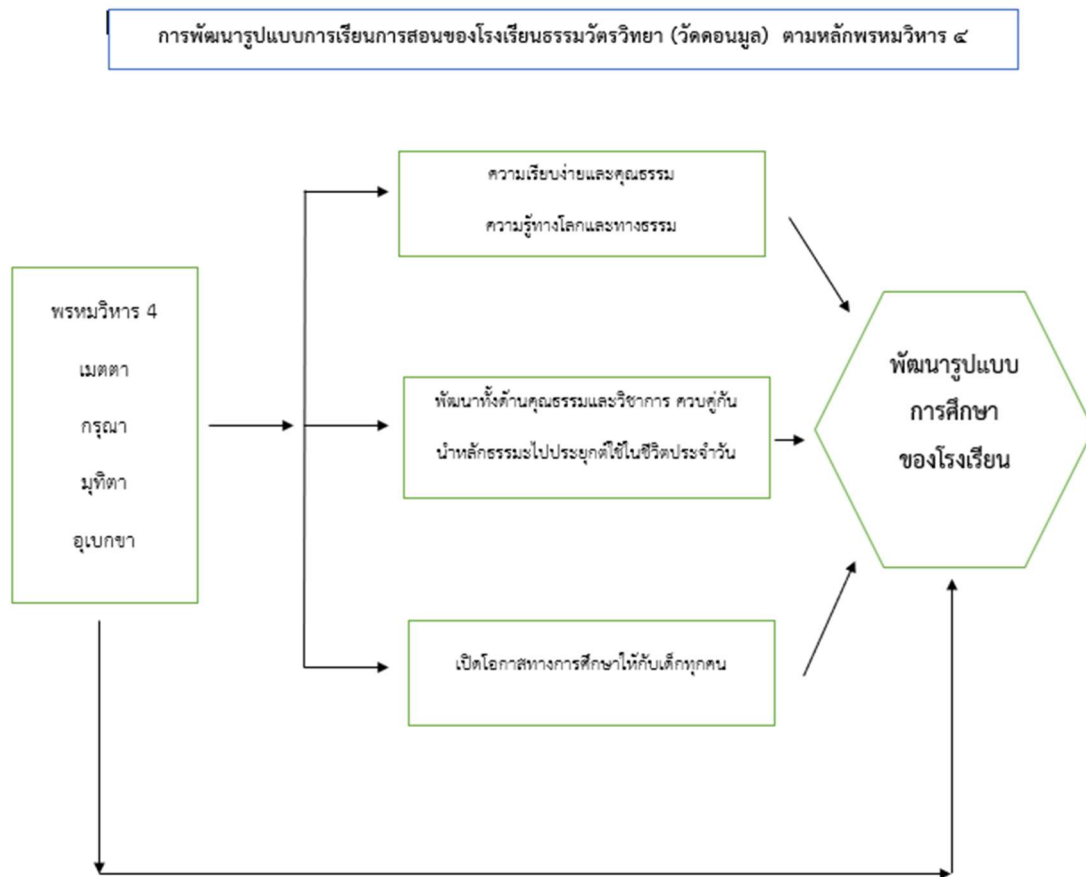 การพัฒนารูปแบบการเรียนการสอนของโรงเรียนธรรมวัตรวิทยา (วัดดอนมูล) ตามหลักพรหมวิหาร ๔
ความเรียบง่ายและคุณธรรม
ความรู้ทางโลกและทางธรรม
พรหมวิหาร 4
เมตตา
กรุณา
มุทิตา
อุเบกขา
พัฒนาทั้งด้านคุณธรรมและวิชาการ ควบคู่กัน
นำหลักธรรมะไปประยุกต์ใช้ในชีวิตประจำวัน
พัฒนารูปแบบ
การศึกษา
ของโรงเรียน
เปิดโอกาสทางการศึกษาให้กับเด็กทุกคน